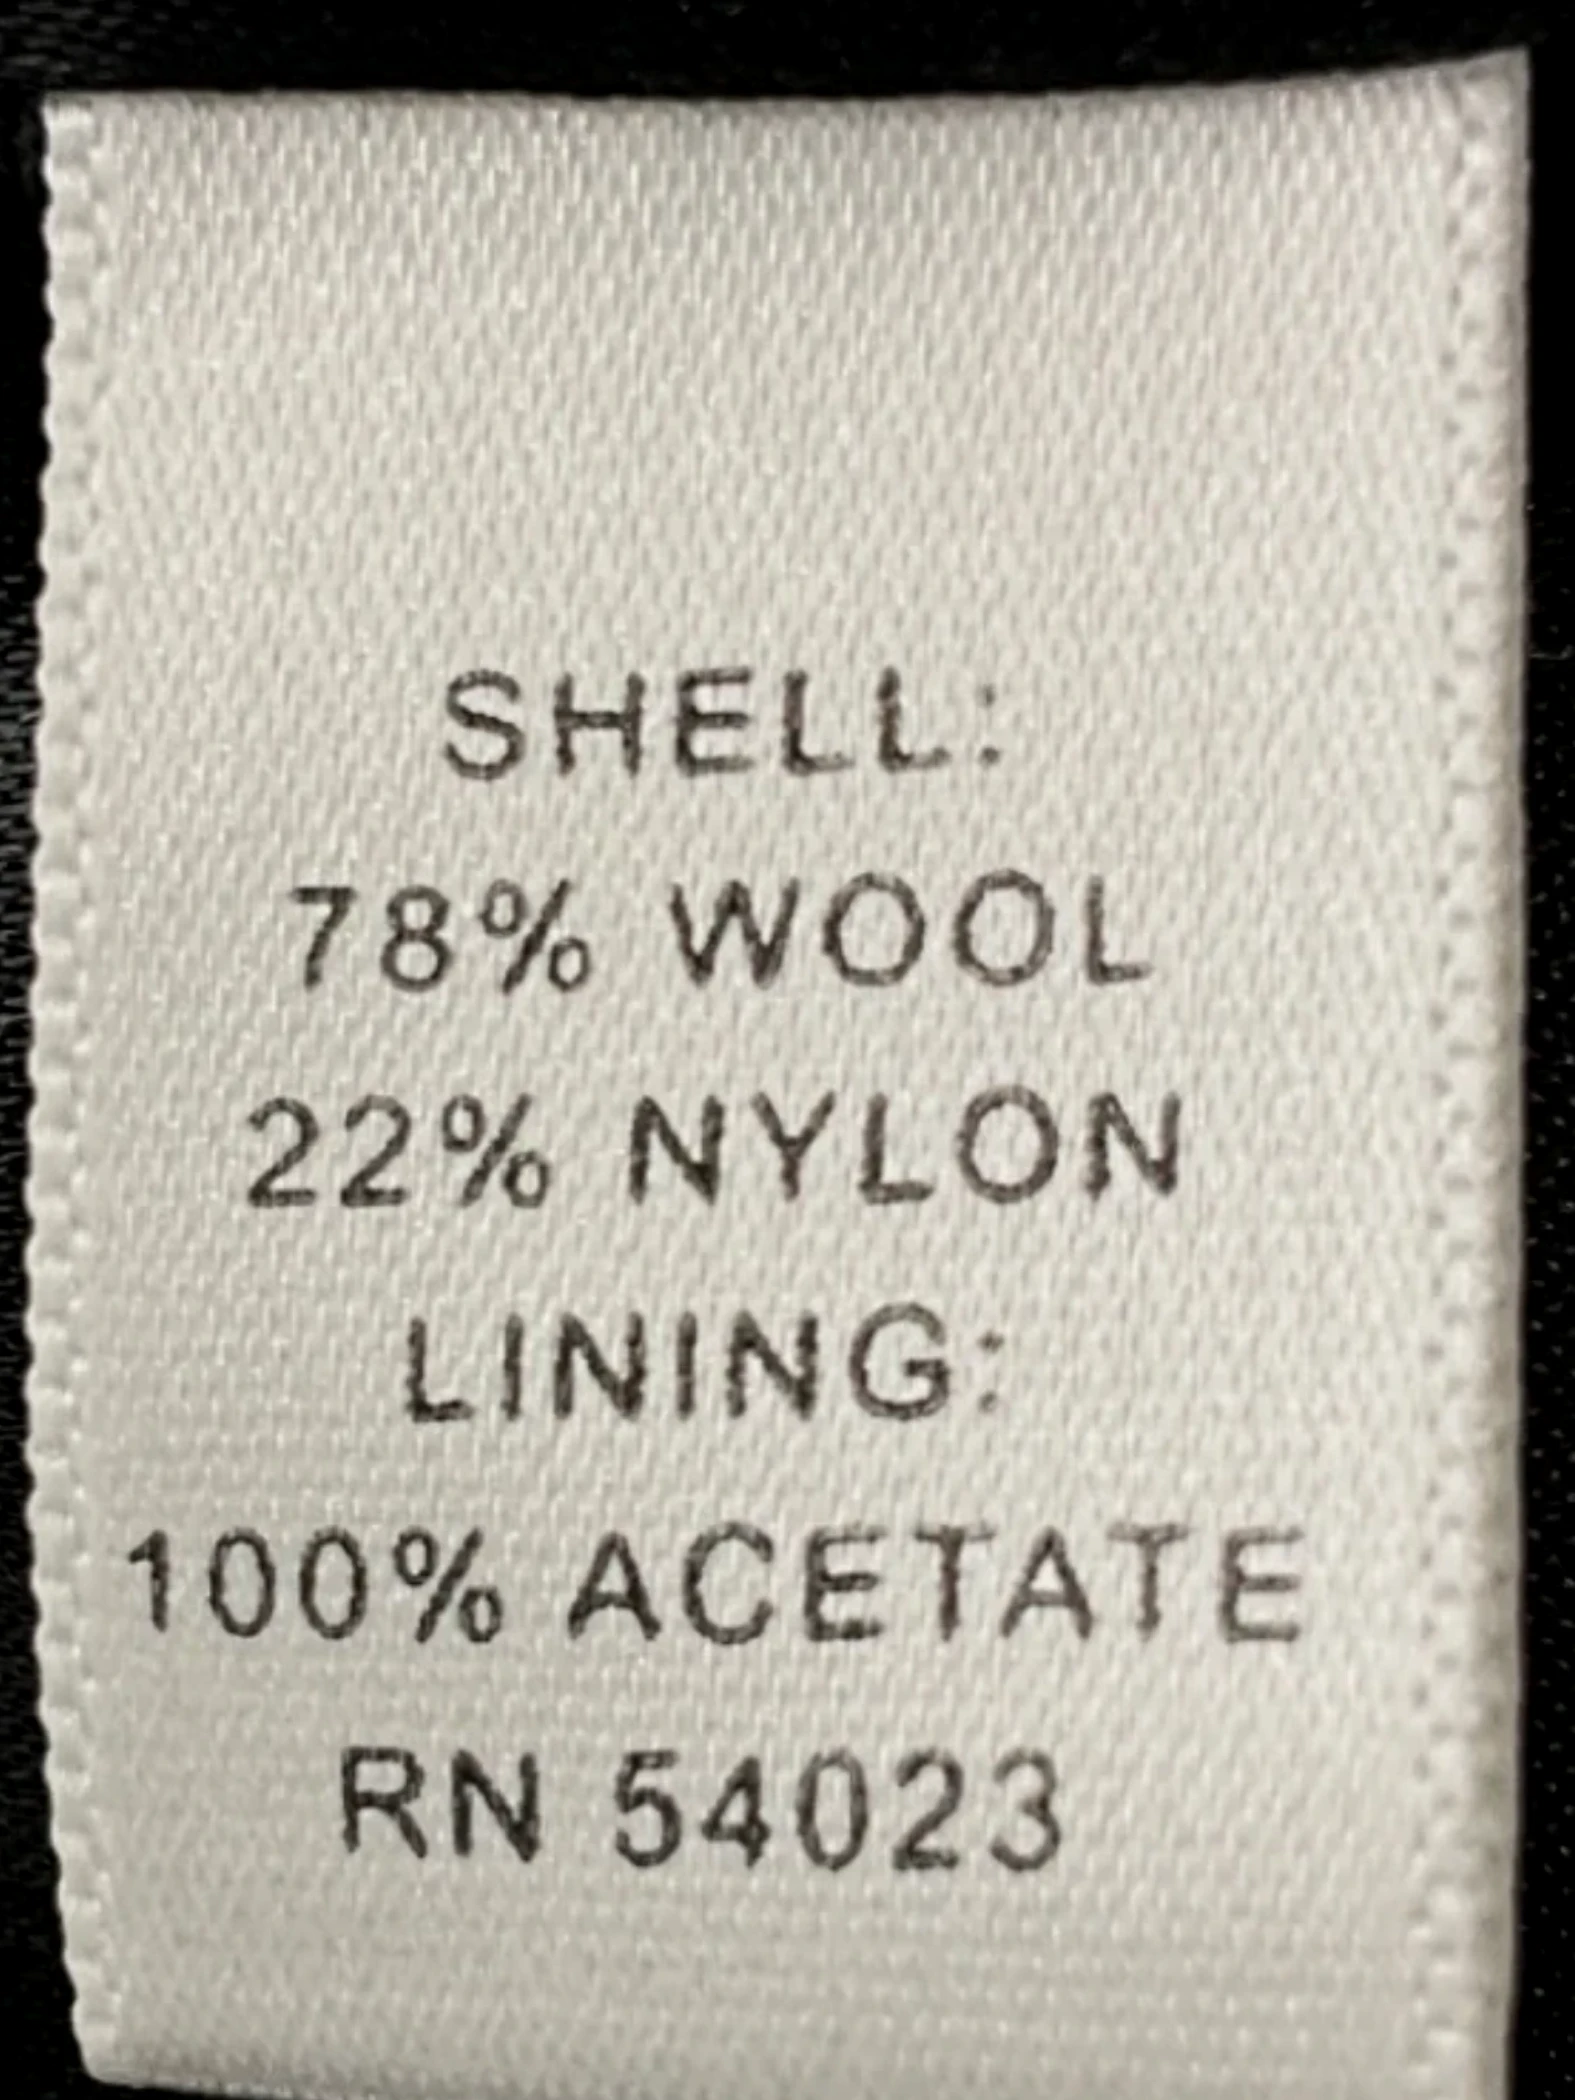 SHELL:
78% WOOL
22% NYLON
LINING:
100% ACETATE
RN 54023